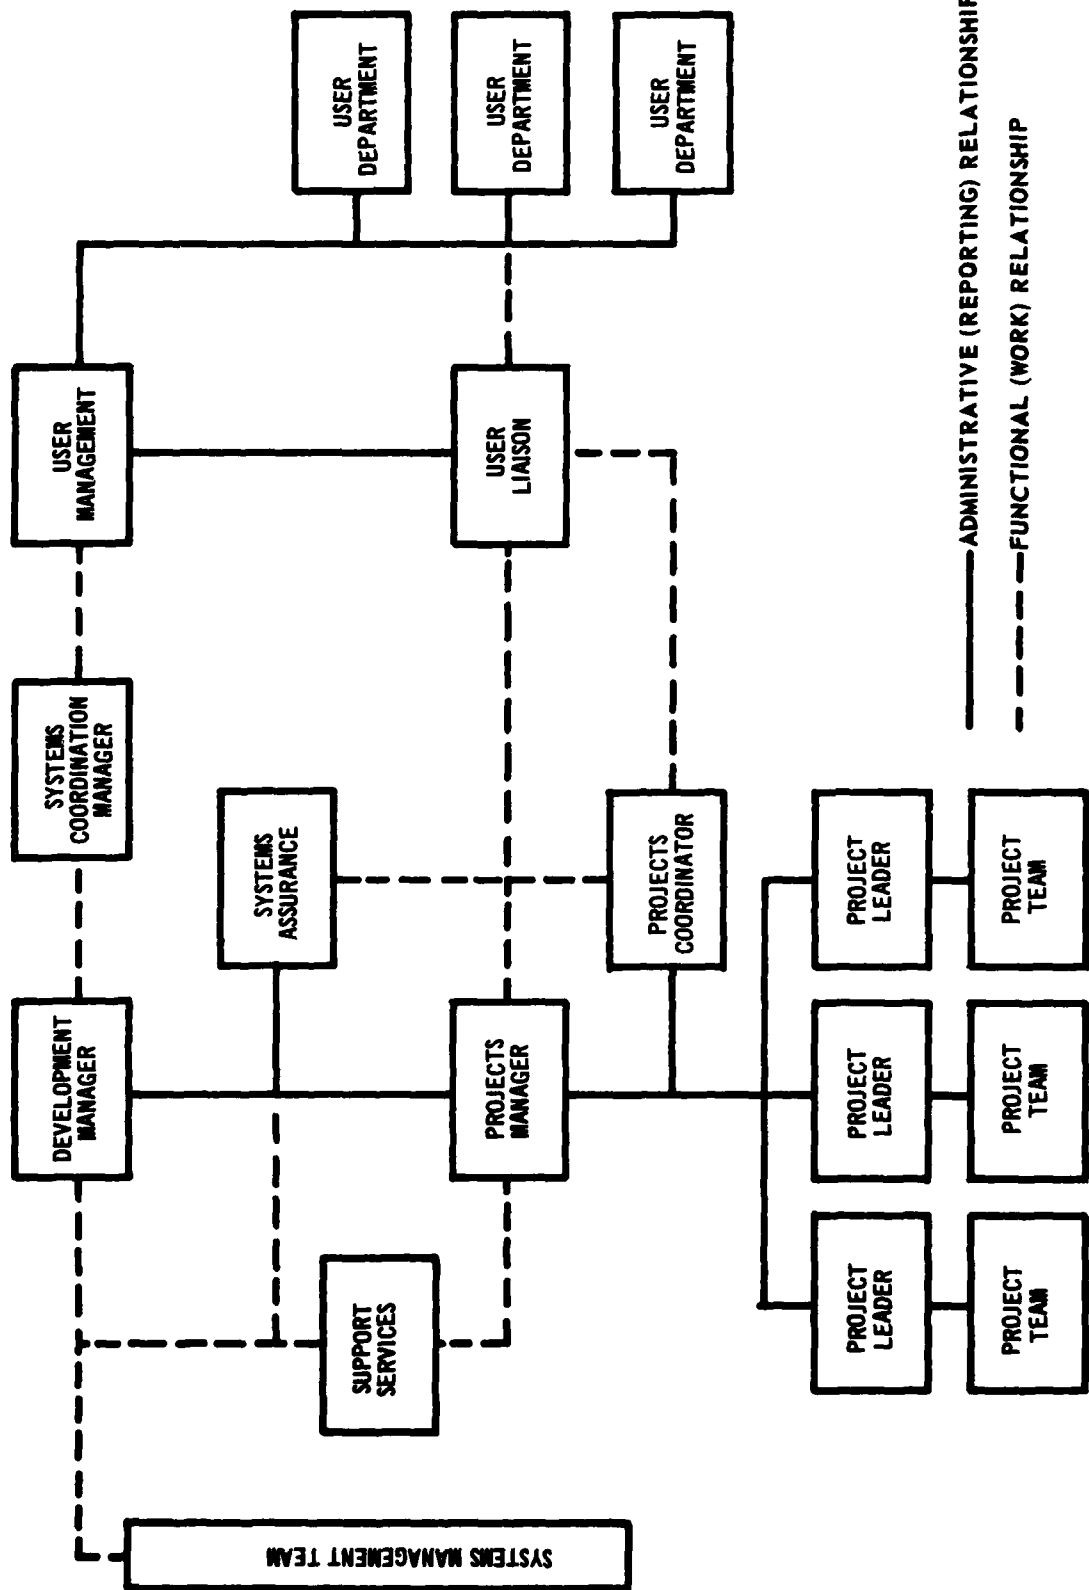 SYSTEMS MANAGEMENT TEAM
DEVELOPMENT
MANAGER
SYSTEMS
COORDINATION
MANAGER
USER
MANAGEMENT
SUPPORT
SERVICES
SYSTEMS
ASSURANCE
USER
DEPARTMENT
PROJECTS
MANAGER
USER
LIAISON
USER
DEPARTMENT
PROJECTS
COORDINATOR
USER
DEPARTMENT
PROJECT
LEADER
PROJECT
LEADER
PROJECT
LEADER
PROJECT
TEAM
PROJECT
TEAM
PROJECT
TEAM
ADMINISTRATIVE (REPORTING) RELATIONSHIP
FUNCTIONAL (WORK) RELATIONSHIP